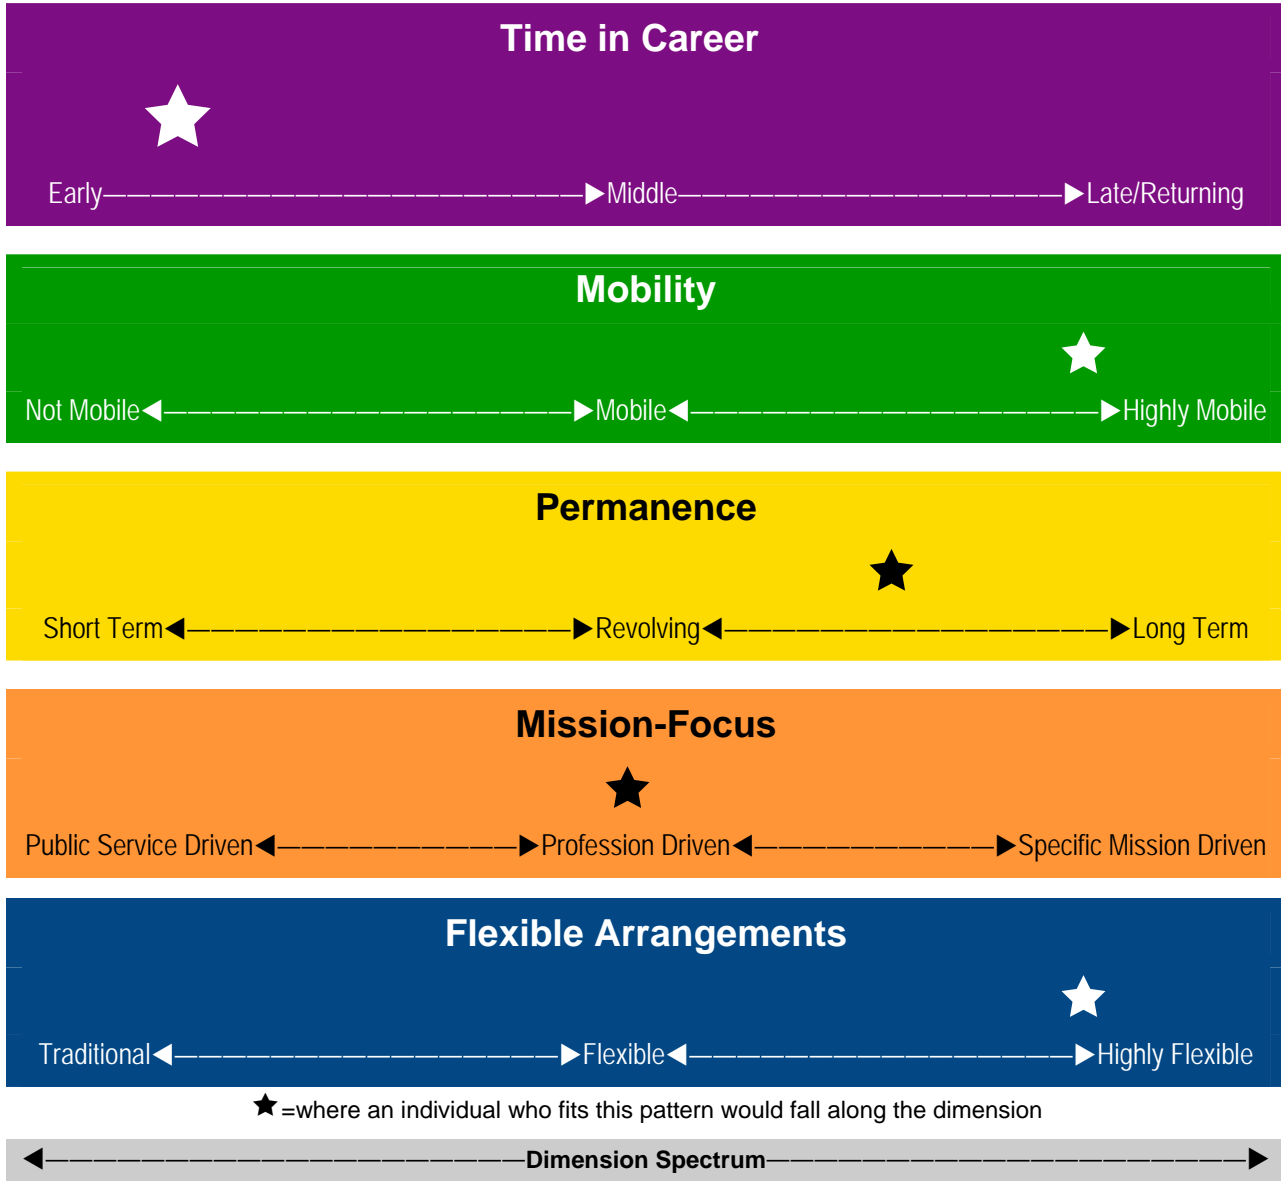 Time in Career
Early————————————————————▶Middle————————————————▶Late/Returning
Mobility
Not Mobile◀—————————————————▶Mobile◀—————————————————▶Highly Mobile
Permanence
Short Term◀————————————————▶Revolving◀————————————————▶Long Term
Mission-Focus
Public Service Driven◀——————————▶Profession Driven◀——————————▶Specific Mission Driven
Flexible Arrangements
Traditional◀————————————————▶Flexible◀————————————————▶Highly Flexible
★=where an individual who fits this pattern would fall along the dimension
◀————————————————————Dimension Spectrum————————————————————▶